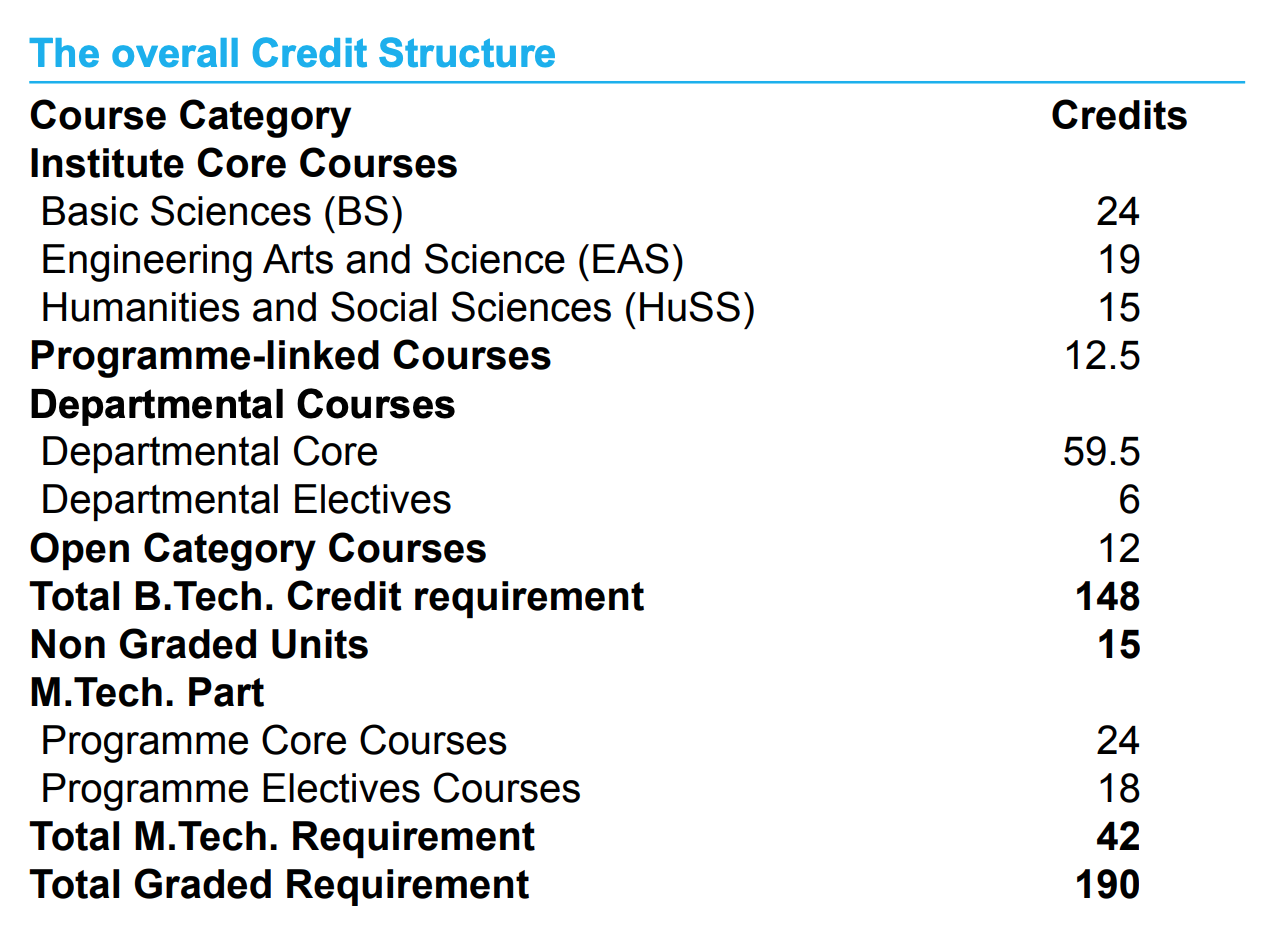 The overall Credit Structure
Course Category Credits
Institute Core Courses
Basic Sciences (BS) 24
Engineering Arts and Science (EAS) 19
Humanities and Social Sciences (HuSS) 15
Programme-linked Courses 12.5
Departmental Courses
Departmental Core 59.5
Departmental Electives 6
Open Category Courses 12
Total B.Tech. Credit requirement 148
Non Graded Units 15
M.Tech. Part
Programme Core Courses 24
Programme Electives Courses 18
Total M.Tech. Requirement 42
Total Graded Requirement 190